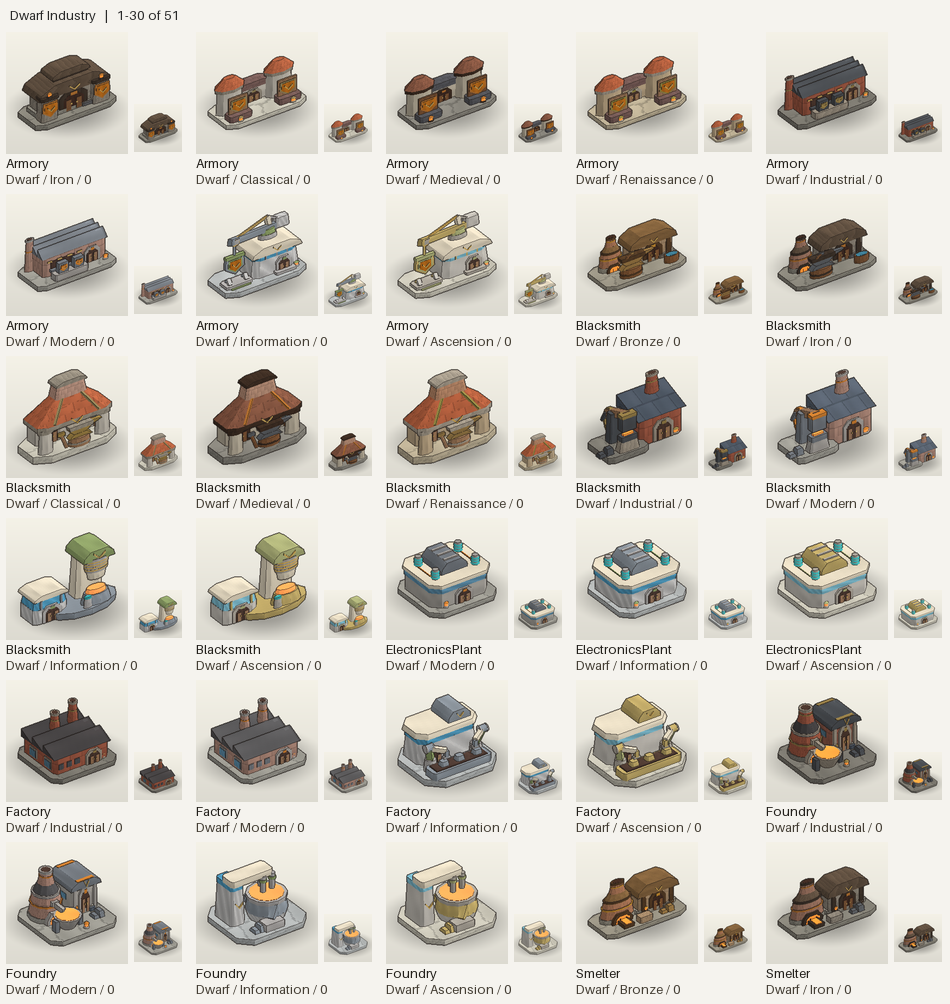 Dwarf Industry | 1-30 of 51
Armory
Dwarf / Iron / 0
Armory
Dwarf / Classical / 0
Armory
Dwarf / Medieval / 0
Armory
Dwarf / Renaissance / 0
Armory
Dwarf / Industrial / 0
Armory
Dwarf / Modern / 0
Armory
Dwarf / Information / 0
Armory
Dwarf / Ascension / 0
Blacksmith
Dwarf / Bronze / 0
Blacksmith
Dwarf / Iron / 0
Blacksmith
Dwarf / Classical / 0
Blacksmith
Dwarf / Medieval / 0
Blacksmith
Dwarf / Renaissance / 0
Blacksmith
Dwarf / Industrial / 0
Blacksmith
Dwarf / Modern / 0
Blacksmith
Dwarf / Information / 0
Blacksmith
Dwarf / Ascension / 0
ElectronicsPlant
Dwarf / Modern / 0
ElectronicsPlant
Dwarf / Information / 0
ElectronicsPlant
Dwarf / Ascension / 0
Factory
Dwarf / Industrial / 0
Factory
Dwarf / Modern / 0
Factory
Dwarf / Information / 0
Factory
Dwarf / Ascension / 0
Foundry
Dwarf / Industrial / 0
Foundry
Dwarf / Modern / 0
Foundry
Dwarf / Information / 0
Foundry
Dwarf / Ascension / 0
Smelter
Dwarf / Bronze / 0
Smelter
Dwarf / Iron / 0